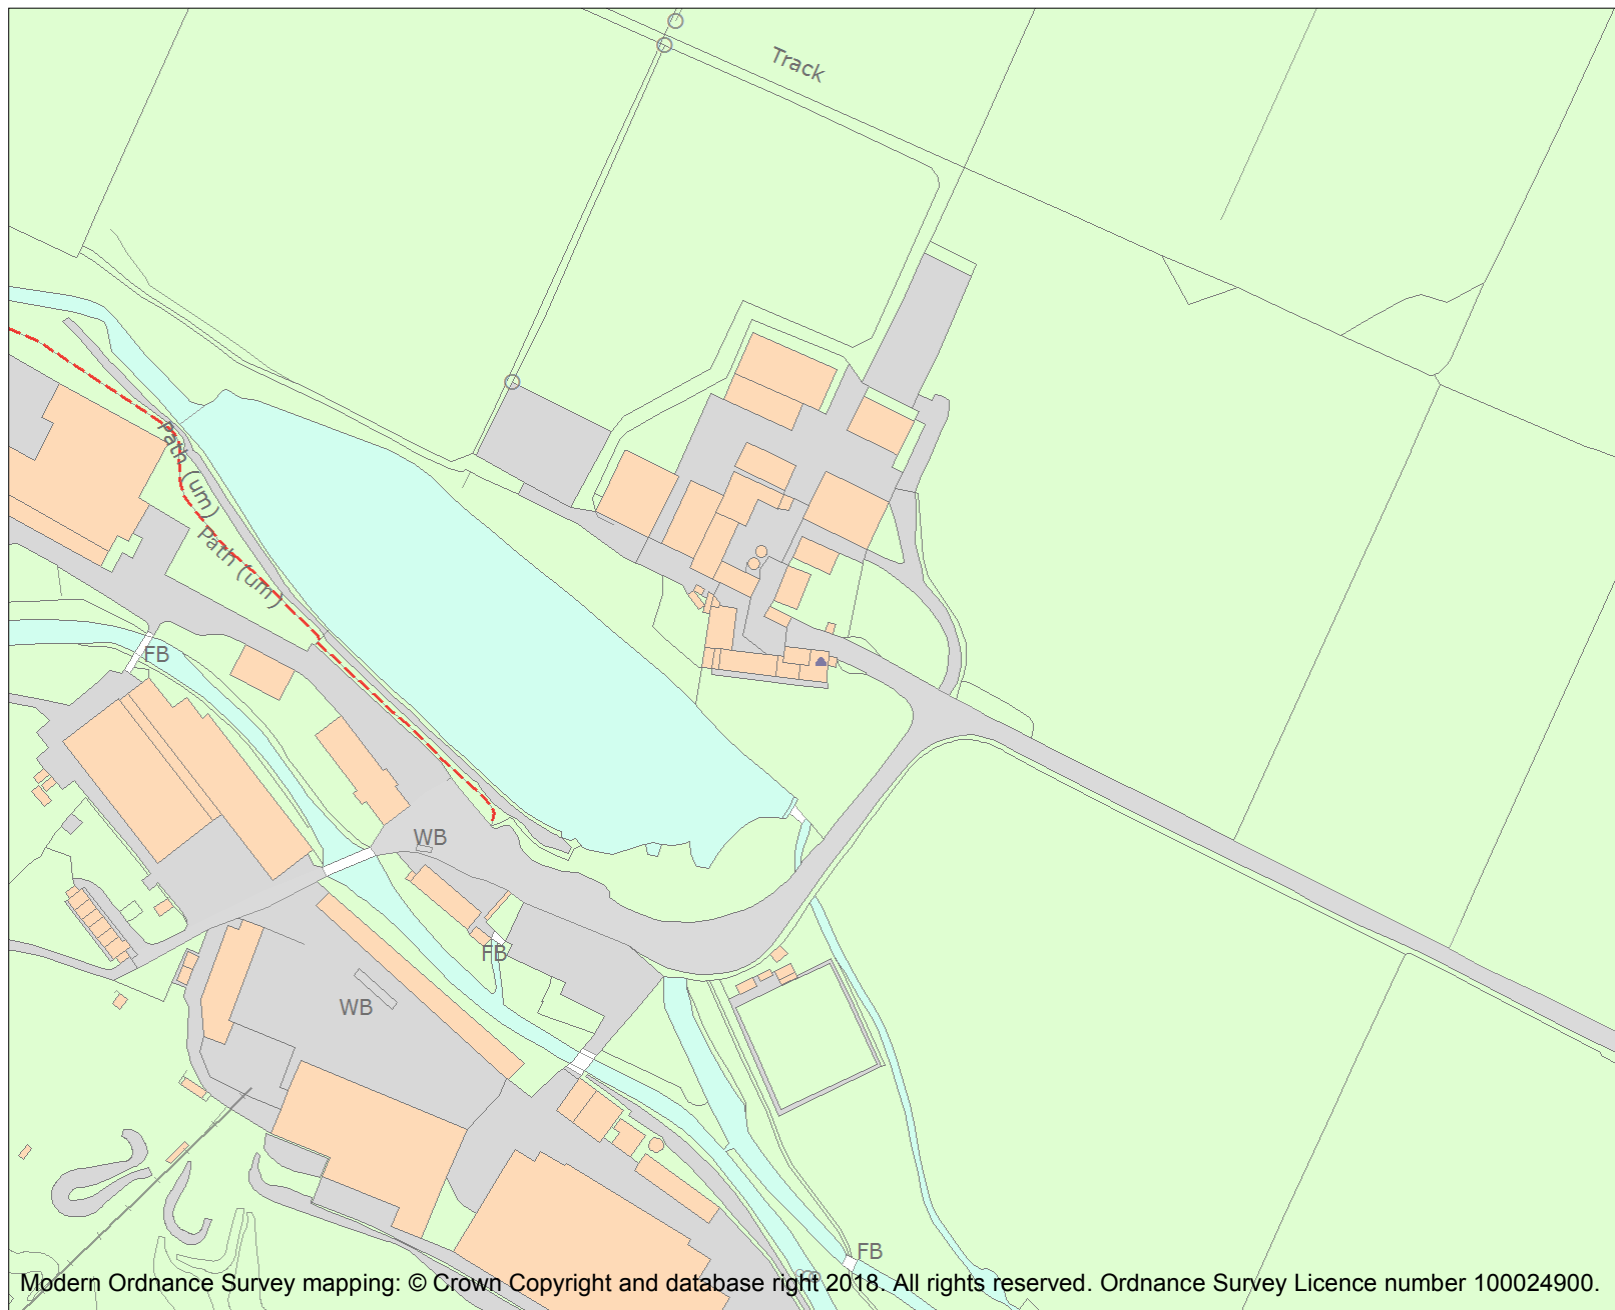 Track
Path (um)
Path (um)
FB
WB
FB
WB
FB
Modern Ordnance Survey mapping: © Crown Copyright and database right 2018. All rights reserved. Ordnance Survey Licence number 100024900.